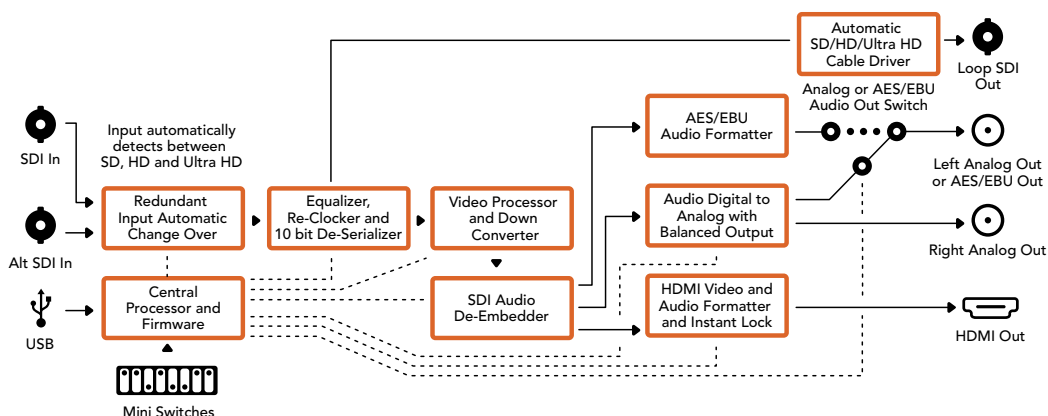 Automatic
SD/HD/Ultra HD
Cable Driver
Loop SDI
Out
Analog or AES/EBU
Audio Out Switch
AES/EBU
Audio Formatter
SDI In
Input automatically
detects between
SD, HD and Ultra HD
Left Analog Out
or AES/EBU Out
Redundant
Input Automatic
Change Over
Equalizer,
Re-Clocker and
10 bit De-Serializer
Video Processor
and Down
Converter
Audio Digital to
Analog with
Balanced Output
Alt SDI In
Right Analog Out
USB
Central
Processor and
Firmware
SDI Audio
De-Embedder
HDMI Video and
Audio Formatter
and Instant Lock
HDMI Out
Mini Switches